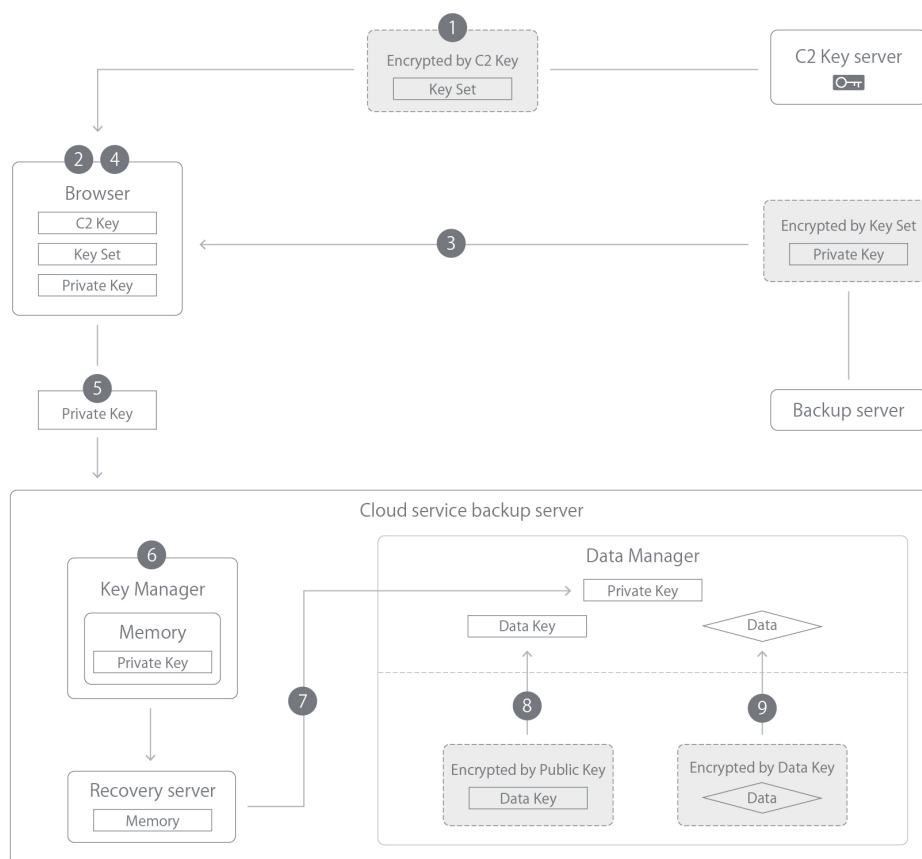 1
Encrypted by C2 Key
Key Set
C2 Key server
2 4
Browser
C2 Key
Key Set
Private Key
3
Encrypted by Key Set
Private Key
5
Private Key
Backup server
Cloud service backup server
6
Key Manager
Memory
Private Key
Recovery server
Memory
7
Data Manager
Private Key
Data Key
Data
8
9
Encrypted by Public Key
Data Key
Encrypted by Data Key
Data